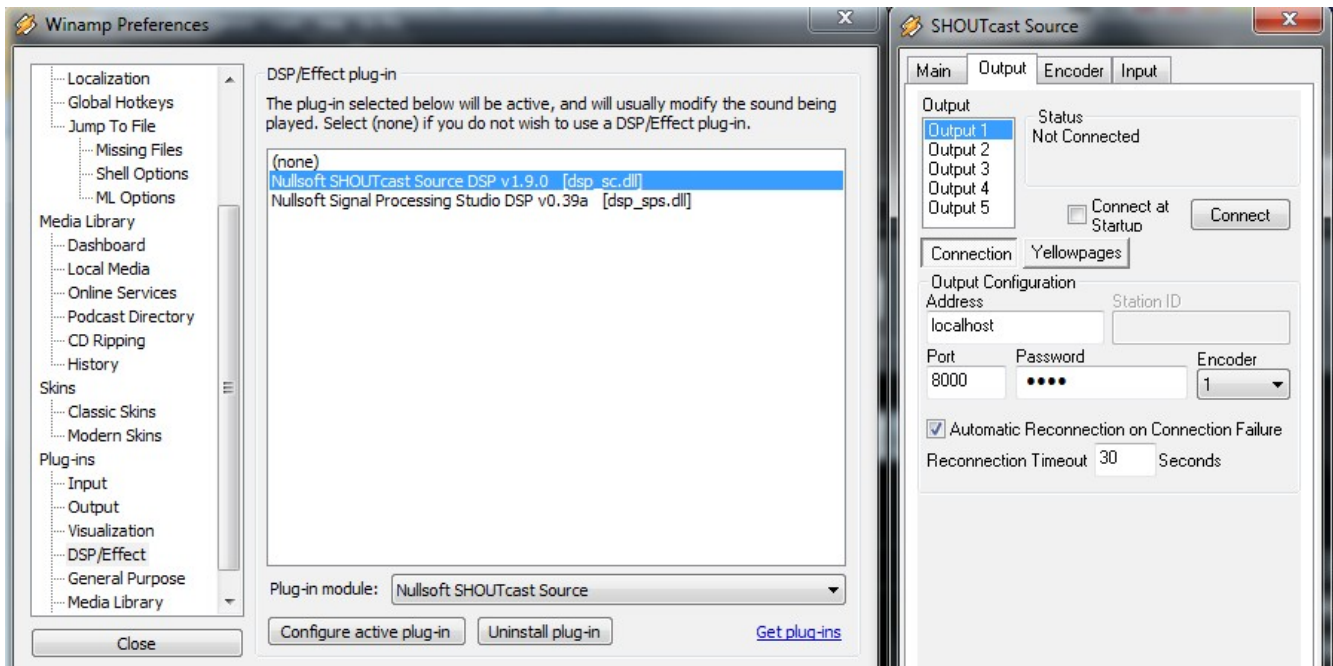 Winamp Preferences
Localization
Global Hotkeys
Jump To File
Missing Files
Shell Options
ML Options
Media Library
Dashboard
Local Media
Online Services
Podcast Directory
CD Ripping
History
Skins
Classic Skins
Modern Skins
Plug-ins
Input
Output
Visualization
DSP/Effect
General Purpose
Media Library
Close
DSP/Effect plug-in
The plug-in selected below will be active, and will usually modify the sound being
played. Select (none) if you do not wish to use a DSP/Effect plug-in.
(none)
Nullsoft SHOUTcast Source DSP v1.9.0 [dsp_sc.dll]
Nullsoft Signal Processing Studio DSP v0.39a [dsp_sps.dll]
Plug-in module: Nullsoft SHOUTcast Source
Configure active plug-in Uninstall plug-in Get plug-ins
SHOUTcast Source
Main Output Encoder Input
Output
Output 1
Output 2
Output 3
Output 4
Output 5
Status
Not Connected
Connect at
Startup
Connect
Connection Yellowpages
Output Configuration
Address Station ID
localhost
Port Password Encoder
8000 •••• 1
Automatic Reconnection on Connection Failure
Reconnection Timeout 30 Seconds